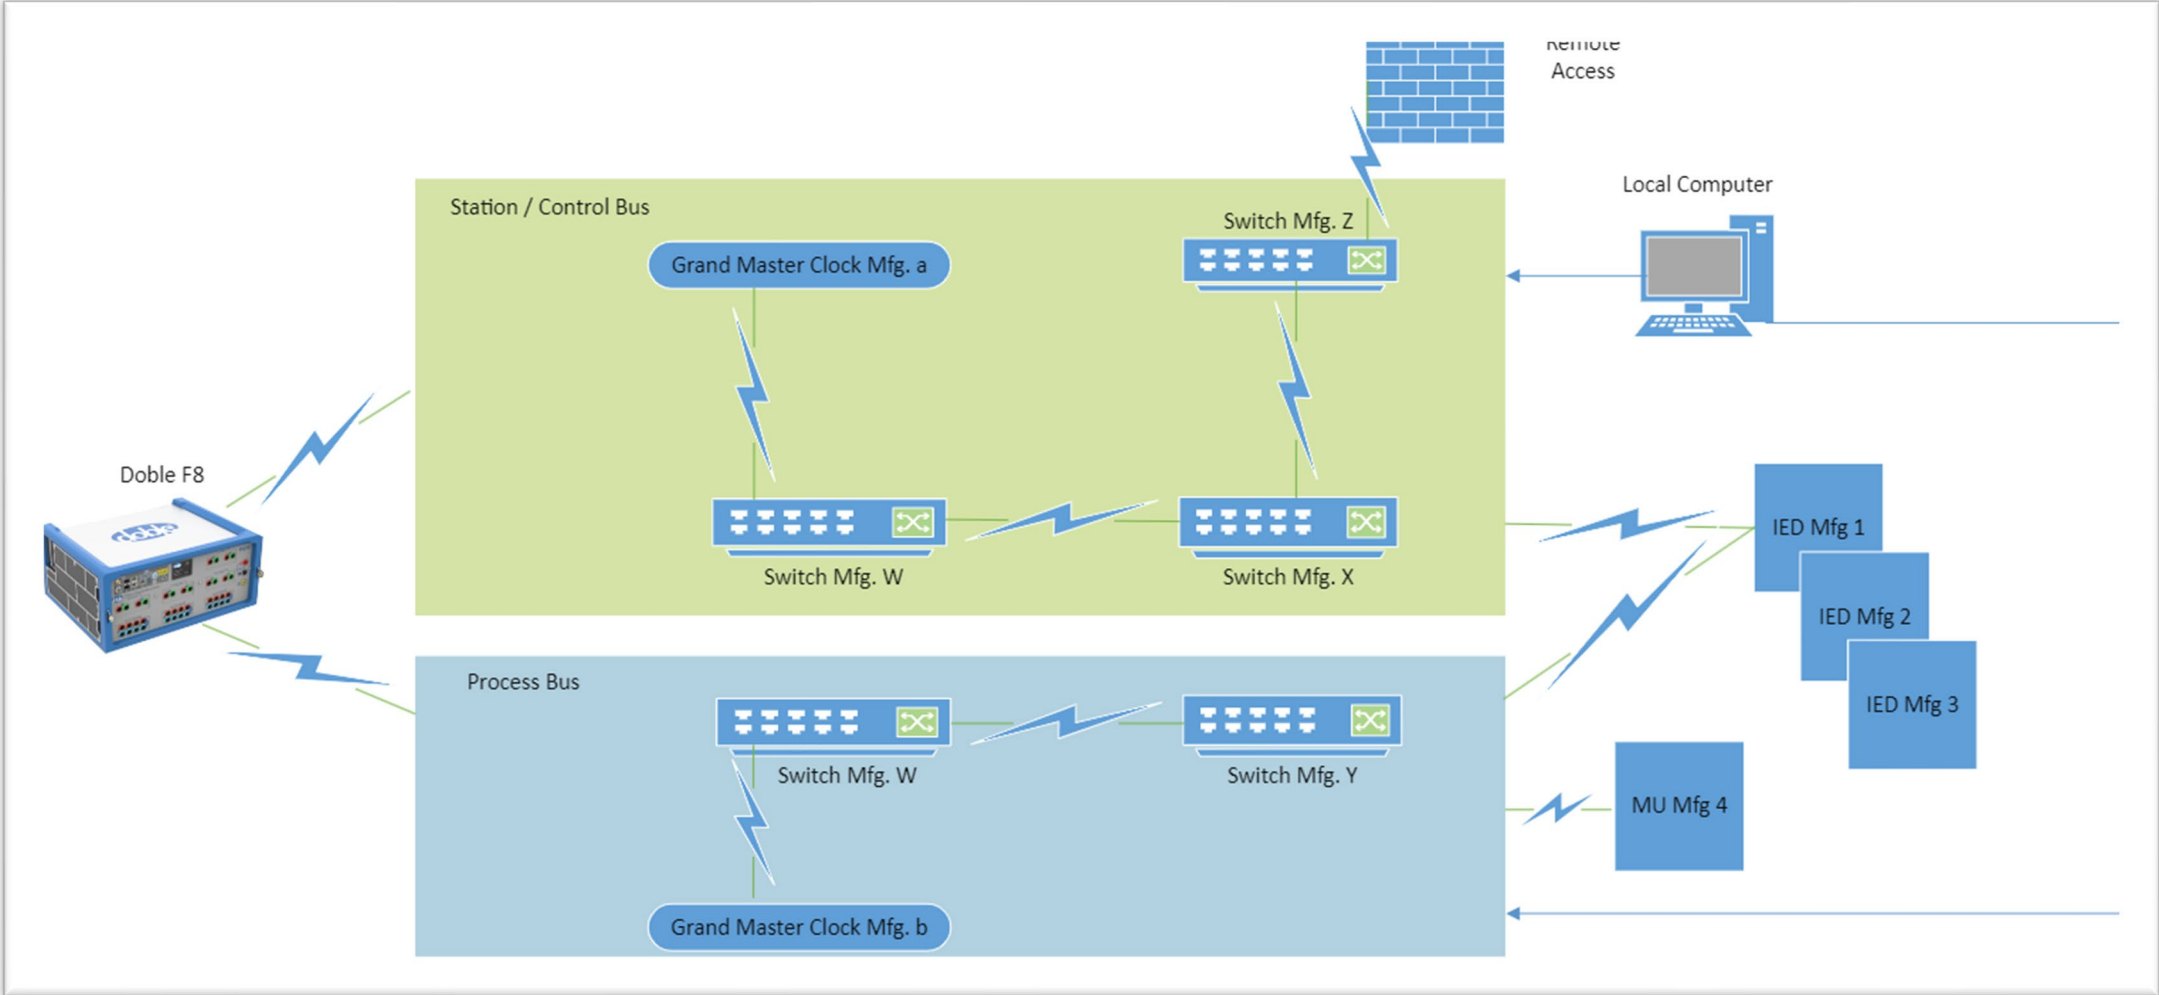 Remote
Access
Local Computer
Station / Control Bus
Switch Mfg. Z
Grand Master Clock Mfg. a
Doble F8
doble
IED Mfg 1
Switch Mfg. W
Switch Mfg. X
IED Mfg 2
Process Bus
IED Mfg 3
Switch Mfg. W
Switch Mfg. Y
MU Mfg 4
Grand Master Clock Mfg. b